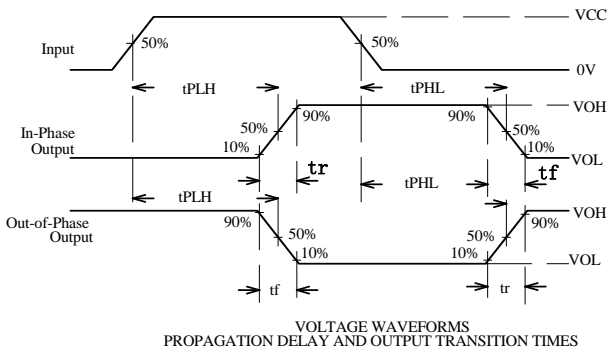 VCC
50%
50%
Input
0V
tPLH
tPHL
VOH
90%
90%
In-Phase
Output
50%
50%
10%
10%
VOL
tr
tf
tPLH
tPHL
VOH
Out-of-Phase
Output
90%
90%
50%
50%
10%
10%
VOL
tf
tr
VOLTAGE WAVEFORMS
PROPAGATION DELAY AND OUTPUT TRANSITION TIMES